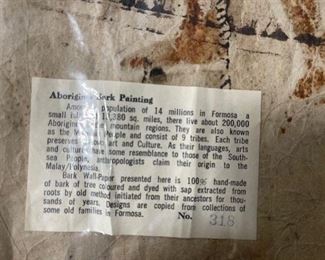 Aborigine Bark Painting
Among population of 14 millions in Formosa a
small isl 13,380 sq. miles, there live about 200,000
Aborigin mountain regions. They are also known
as the M ple and consist of 9 tribes. Each tribe
preserves art and Culture. As their languages, arts
and culture have some resemblance to those of the South-
sea People, anthropologists claim their origin to the
Malay/Polynesia.
Bark Wall-Paper presented here is 100% hand-made
of bark of tree coloured and dyed with sap extracted from
roots by old method initiated from their ancestors for thou-
sands of years. Designs are copied from collections of
some old families in Formosa.
No. 318